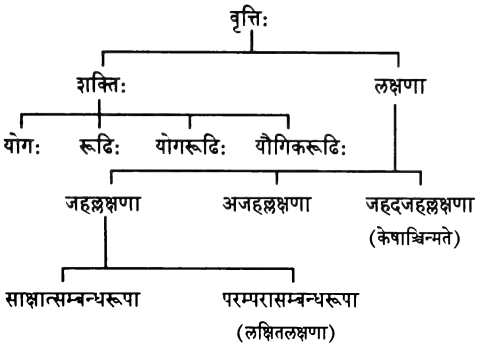 वृत्तिः
शक्तिः लक्षणा
योगः रूढिः योगरूढिः यौगिकरूढिः
जहल्लक्षणा अजहल्लक्षणा जहदजहल्लक्षणा
(केषाञ्चिन्मते)
साक्षात्सम्बन्धरूपा परम्परासम्बन्धरूपा
(लक्षितलक्षणा)